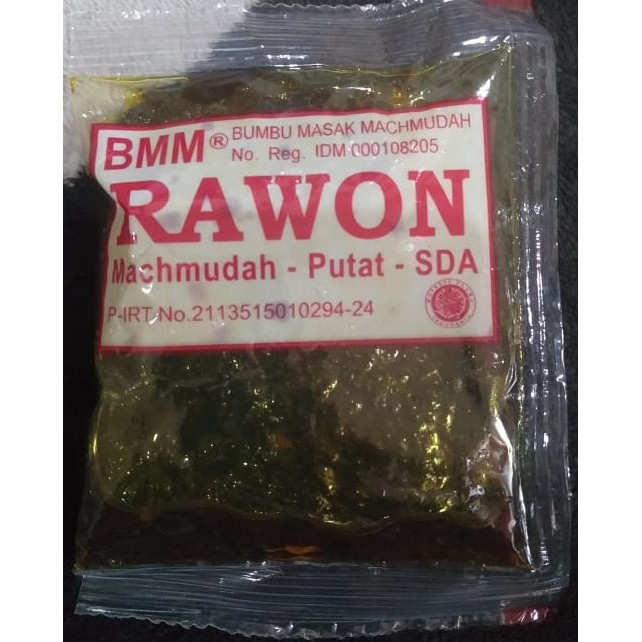 BMM® BUMBU MASAK MACHMUDAH
No. Reg. IDM 000108205
RAWON
Machmudah - Putat - SDA
P-IRT No.2113515010294-24